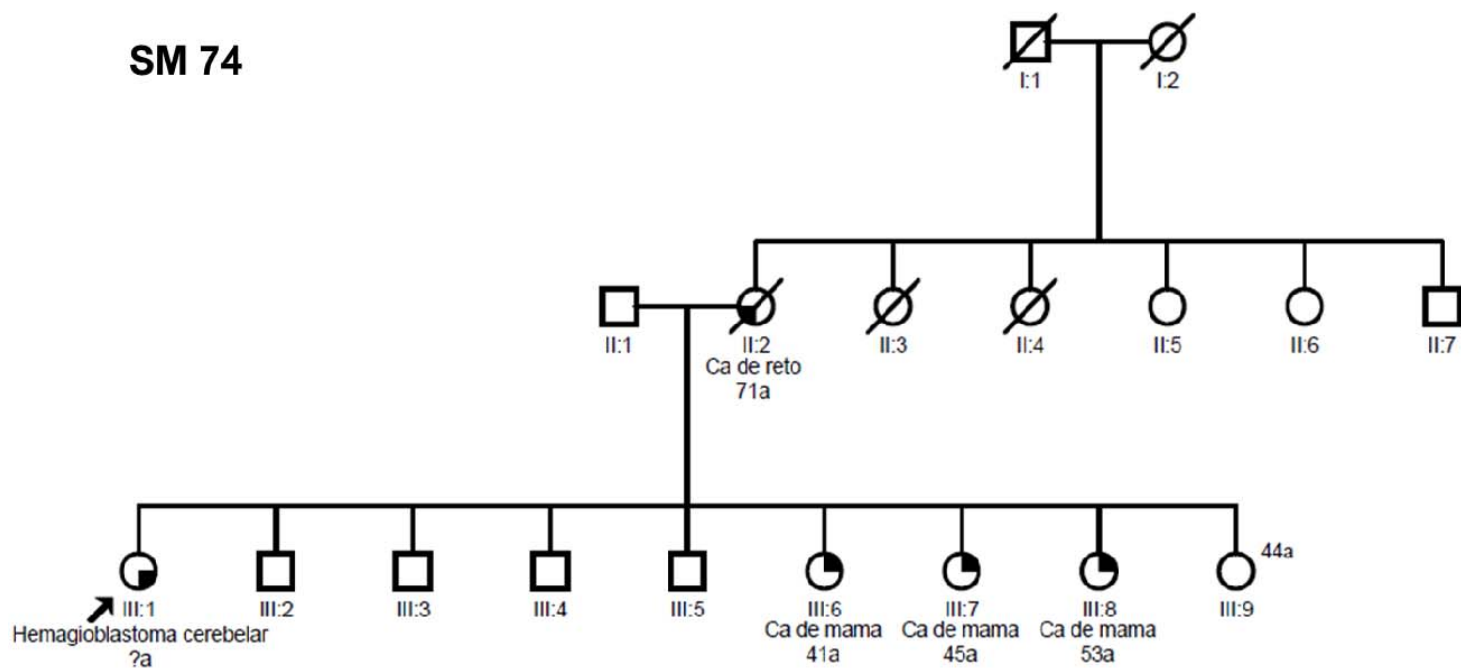 SM 74
I:1
I:2
II:1
II:2
II:3
II:4
II:5
II:6
II:7
Ca de reto
71a
44a
III:1
III:2
III:3
III:4
III:5
III:6
III:7
III:8
III:9
Hemagioblastoma cerebelar
?a
Ca de mama
41a
Ca de mama
45a
Ca de mama
53a